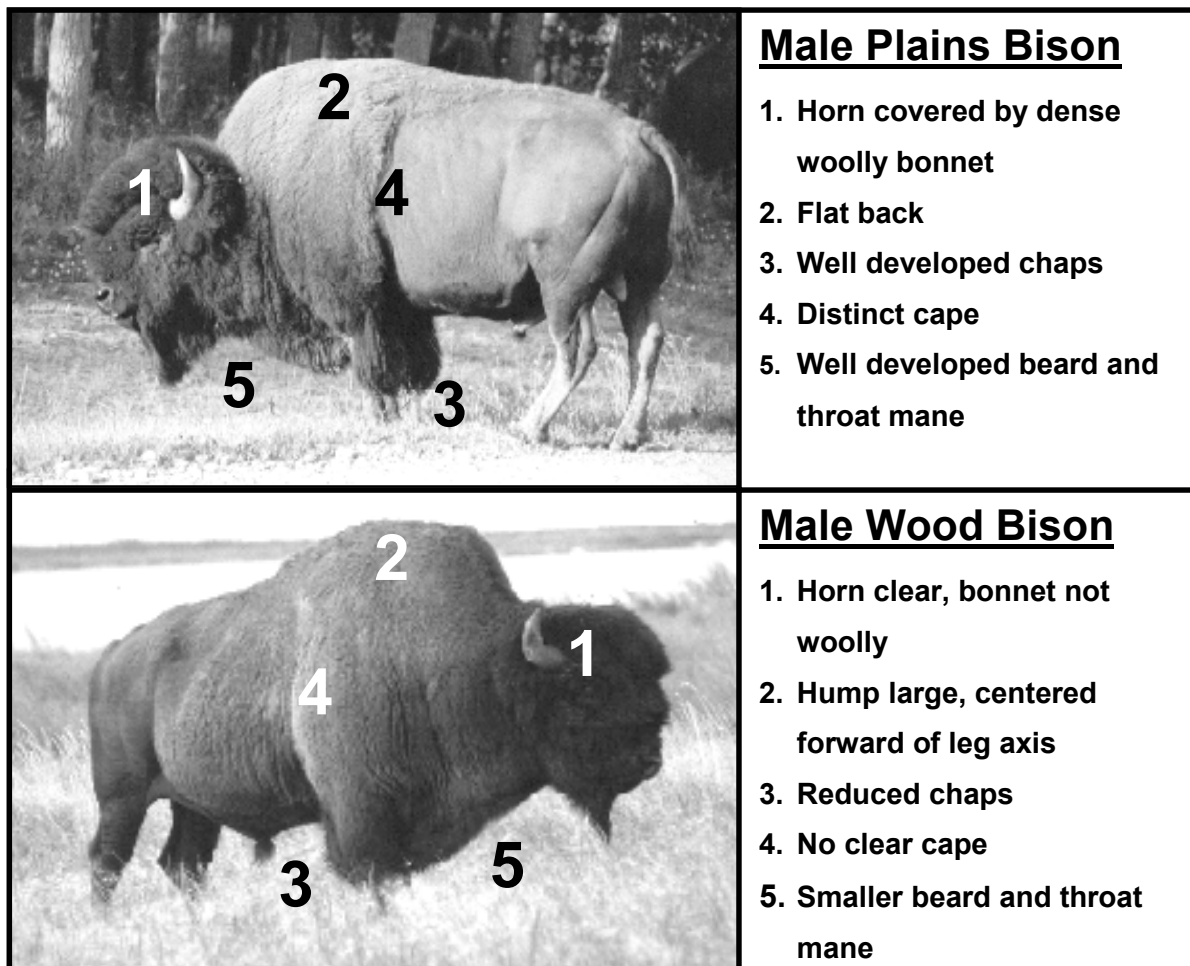 2
1
4
5
3
Male Plains Bison
1. Horn covered by dense
woolly bonnet
2. Flat back
3. Well developed chaps
4. Distinct cape
5. Well developed beard and
throat mane
2
1
4
3
5
Male Wood Bison
1. Horn clear, bonnet not
woolly
2. Hump large, centered
forward of leg axis
3. Reduced chaps
4. No clear cape
5. Smaller beard and throat
mane